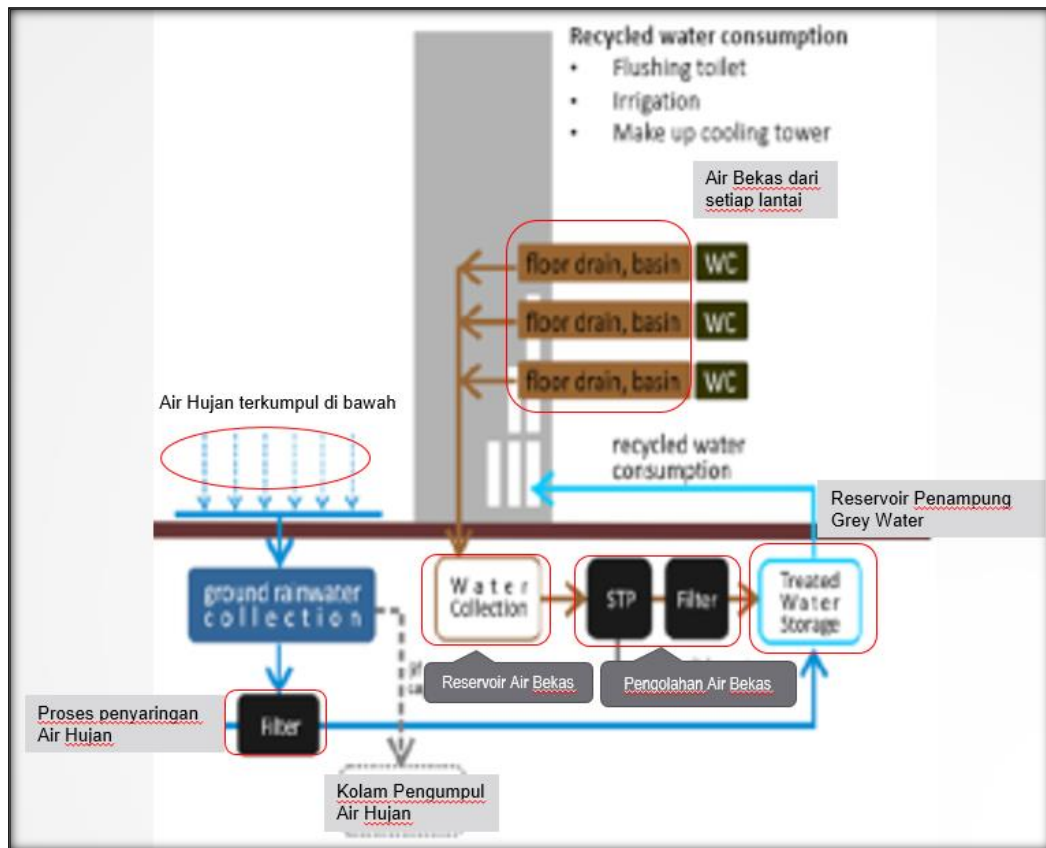 Recycled water consumption
• Flushing toilet
• Irrigation
• Make up cooling tower
Air Bekas dari
setiap lantai
floor drain, basin WC
floor drain, basin WC
floor drain, basin WC
Air Hujan terkumpul di bawah
recycled water
consumption
Reservoir Penampung
Grey Water
ground rainwater
collection
Water
Collection
STP
Filter
Treated
Water
Storage
Reservoir Air Bekas
Pengolahan Air Bekas
Proses penyaringan
Air Hujan
Filter
Kolam Pengumpul
Air Hujan